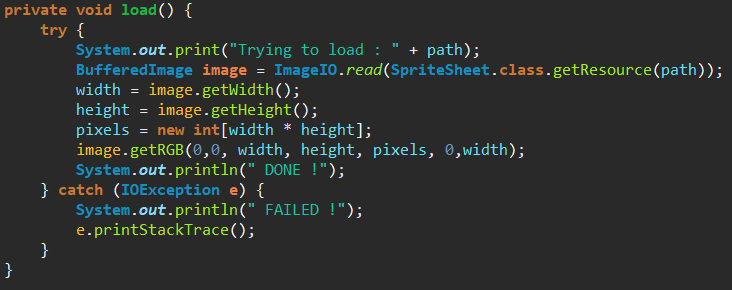 private void load() {
try {
System.out.print("Trying to load : " + path);
BufferedImage image = ImageIO.read(SpriteSheet.class.getResource(path));
width = image.getWidth();
height = image.getHeight();
pixels = new int[width * height];
image.getRGB(0,0, width, height, pixels, 0,width);
System.out.println(" DONE !");
} catch (IOException e) {
System.out.println(" FAILED !");
e.printStackTrace();
}
}